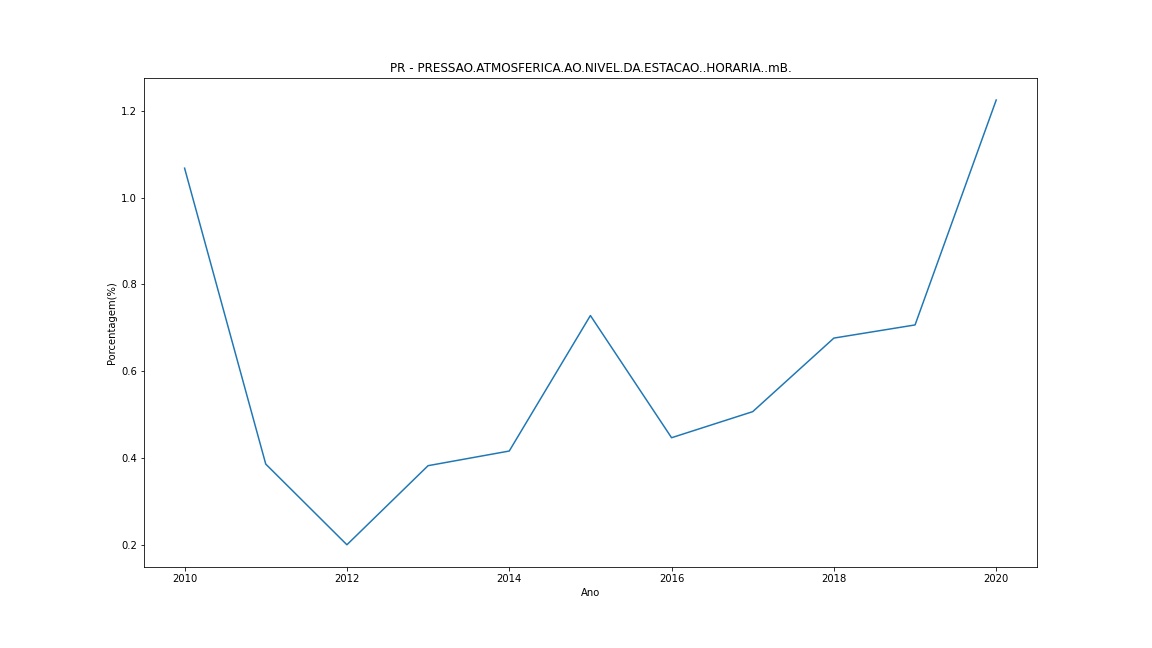 PR - PRESSAO.ATMOSFERICA.AO.NIVEL.DA.ESTACAO..HORARIA..mB.
1.2
1.0
0.8
0.6
0.4
0.2
Porcentagem(%)
2010 2012 2014 2016 2018 2020
Ano